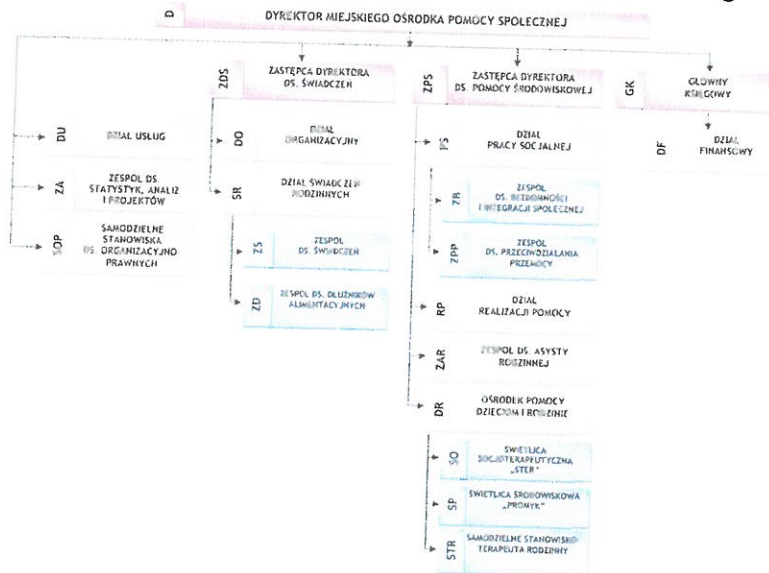 D
DYREKTOR MIEJSKIEGO OŚRODKA POMOCY SPOŁECZNEJ
ZDS
ZASTĘPCA DYREKTORA
DS. ŚWIADCZEŃ
ZPS
ZASTĘPCA DYREKTORA
DS. POMOCY ŚRODOWISKOWEJ
GK
GŁÓWNY
KSIĘGOWY
DU
DZIAŁ USŁUG
ZA
ZESPÓŁ DS.
STATYSTYK, ANALIZ
I PROJEKTÓW
SOP
SAMODZIELNE
STANOWISKA
DS. ORGANIZACYJNO-
PRAWNYCH
DO
DZIAŁ
ORGANIZACYJNY
SR
DZIAŁ ŚWIADCZEŃ
RODZINNYCH
ZS
ZESPÓŁ
DS. ŚWIADCZEŃ
ZD
ZESPÓŁ DS. DŁUŻNIKÓW
ALIMENTACYJNYCH
PS
DZIAŁ
PRACY SOCJALNEJ
ZB
ZESPÓŁ
DS. BEZDOMNOŚCI
I INTEGRACJI SPOŁECZNEJ
ZPP
ZESPÓŁ
DS. PRZECIWDZIAŁANIA
PRZEMOCY
RP
DZIAŁ
REALIZACJI POMOCY
ZAR
ZESPÓŁ DS. ASYSTY
RODZINNEJ
DR
OŚRODEK POMOCY
DZIECIOM I RODZINIE
SO
ŚWIETLICA
SOCJOTERAPEUTYCZNA
„STER"
SP
ŚWIETLICA ŚRODOWISKOWA
„PROMYK"
STR
SAMODZIELNE STANOWISKO-
TERAPEUTA RODZINNY
DF
DZIAŁ
FINANSOWY